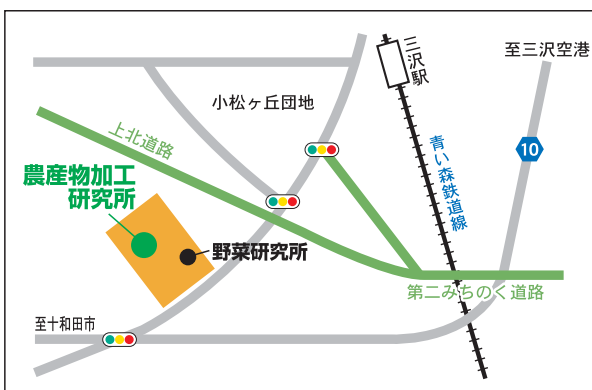 三沢駅
至三沢空港
小松ヶ丘団地
上北道路
10
青い森鉄道線
農産物加工
研究所
野菜研究所
第二みちのく道路
至十和田市